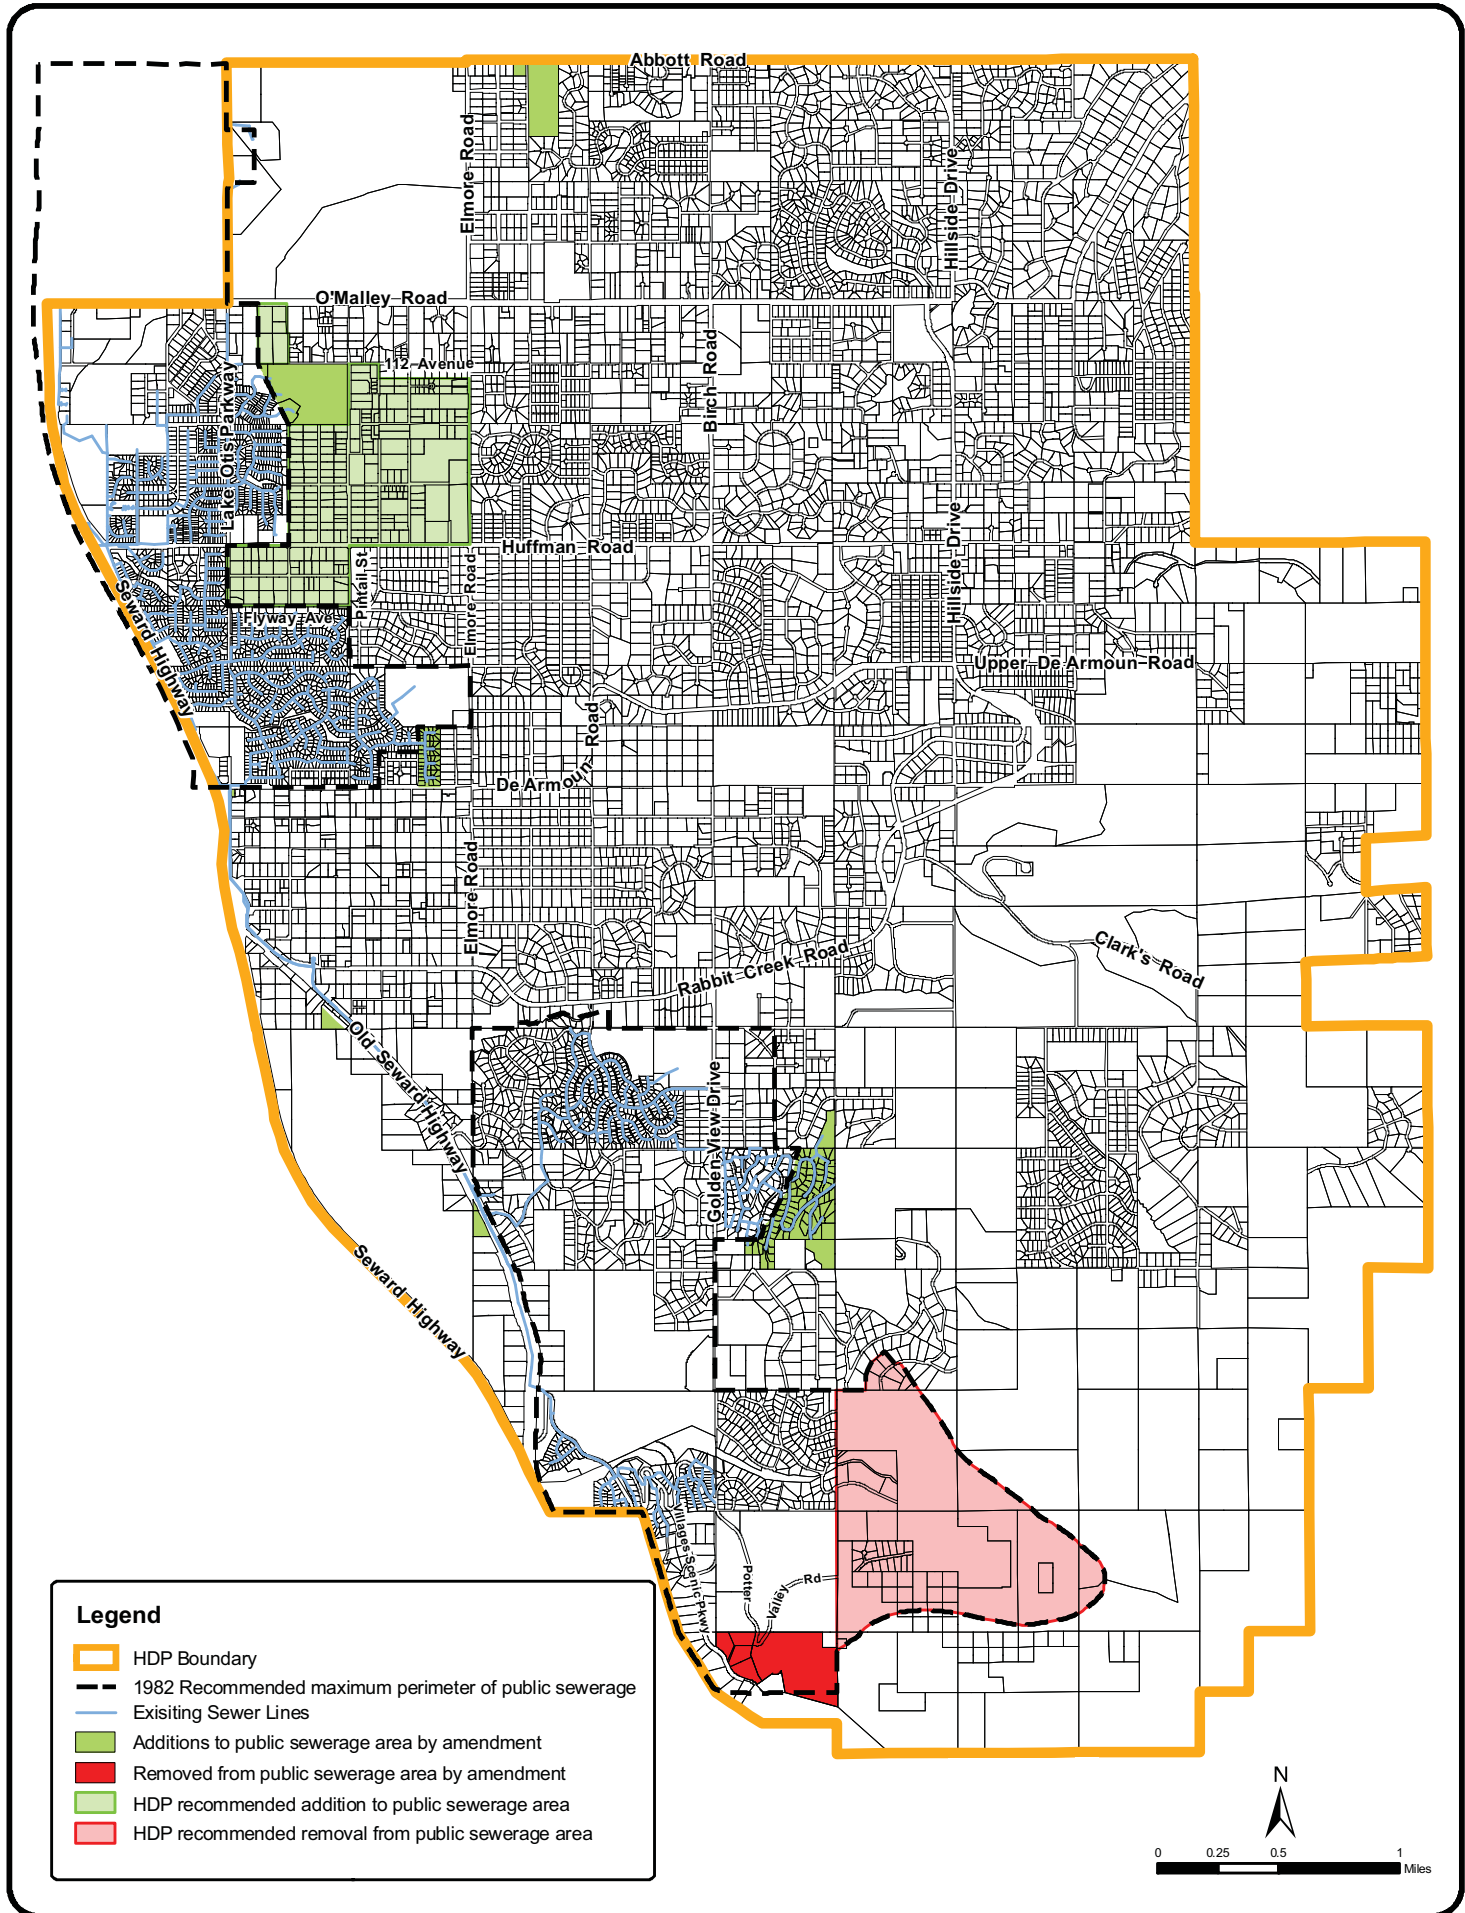 Abbott Road
Elmore Road
Hillside Drive
O'Malley Road
112 Avenue
Birch Road
Lake Otis Parkway
Huffman Road
Hillside Drive
Pintail St
Elmore Road
Seward Highway
Flyway Ave
Upper De Armoun Road
De Armoun Road
Elmore Road
Rabbit Creek Road
Clark's Road
Old Seward Highway
Golden View Drive
Seward Highway
Villages Scenic Pkwy
Potter Valley Rd
Legend
HDP Boundary
1982 Recommended maximum perimeter of public sewerage
Exisiting Sewer Lines
Additions to public sewerage area by amendment
Removed from public sewerage area by amendment
HDP recommended addition to public sewerage area
HDP recommended removal from public sewerage area
N
0 0.25 0.5 1
Miles